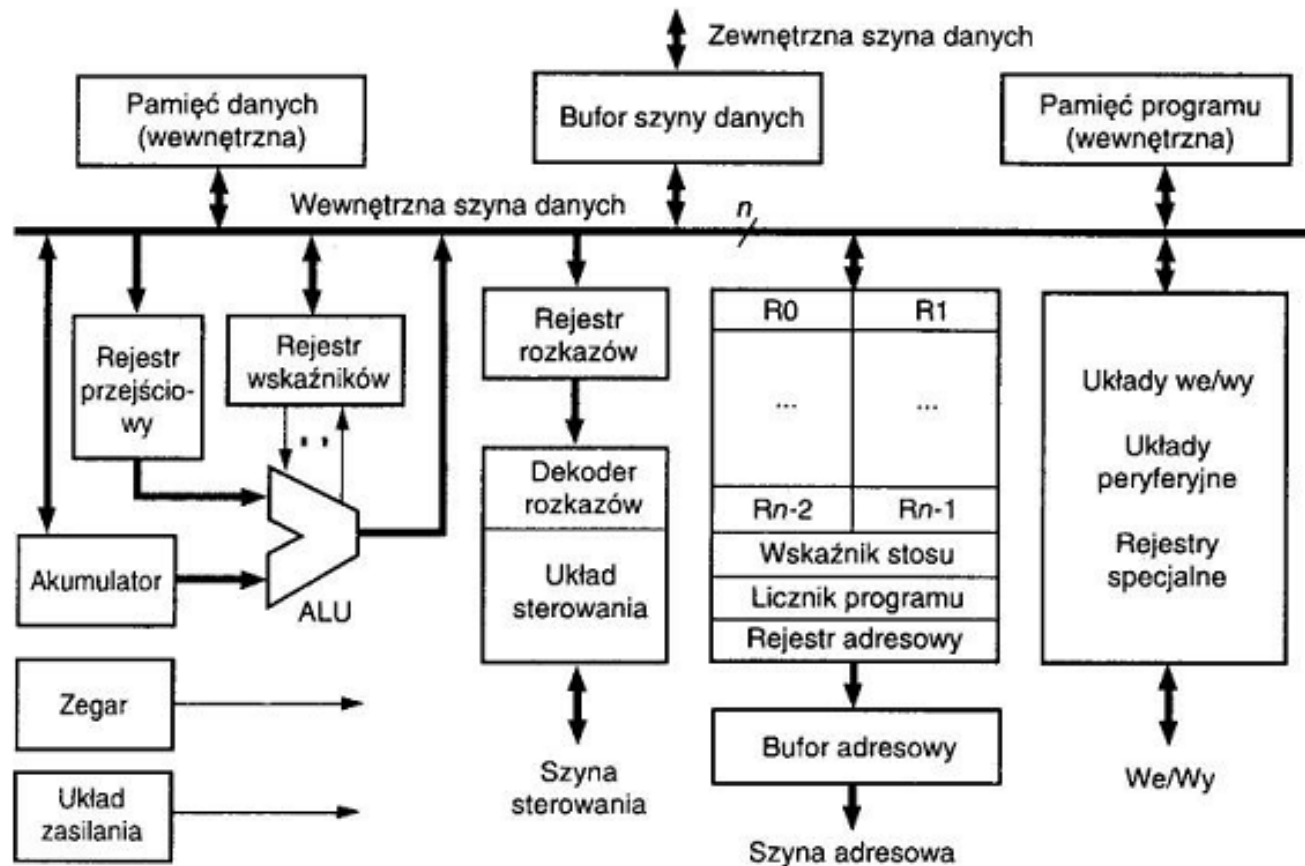 Zewnętrzna szyna danych
Pamięć danych
(wewnętrzna)
Bufor szyny danych
Pamięć programu
(wewnętrzna)
Wewnętrzna szyna danych
n
Rejestr
przejścio-
wy
Rejestr
wskaźników
Akumulator
ALU
Zegar
Układ
zasilania
Rejestr
rozkazów
Dekoder
rozkazów
Układ
sterowania
Szyna
sterowania
R0
R1
...
...
Rn-2
Rn-1
Wskaźnik stosu
Licznik programu
Rejestr adresowy
Bufor adresowy
Szyna adresowa
Układy we/wy
Układy
peryferyjne
Rejestry
specjalne
We/Wy